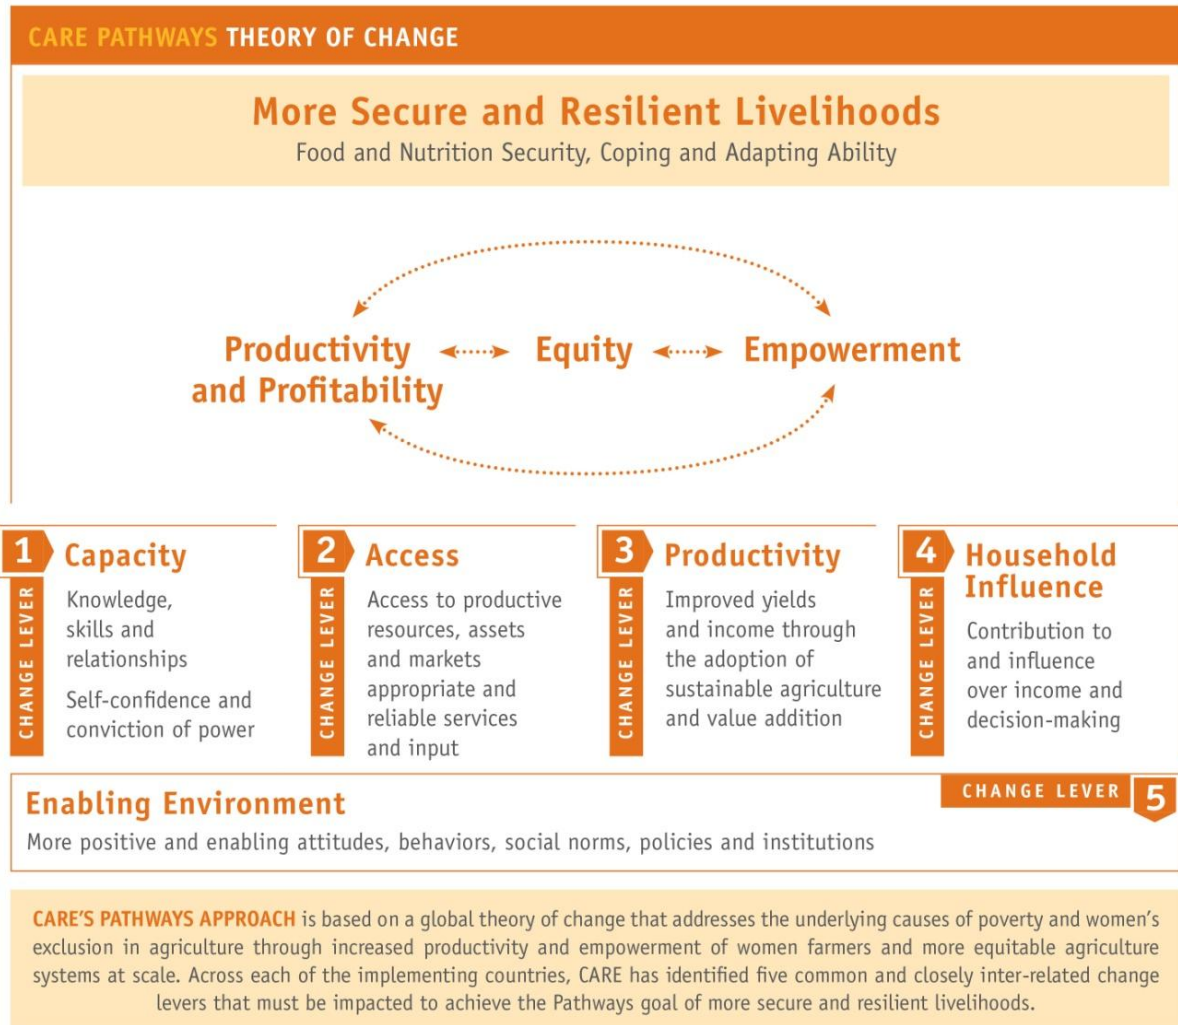 CARE PATHWAYS THEORY OF CHANGE
More Secure and Resilient Livelihoods
Food and Nutrition Security, Coping and Adapting Ability
Productivity
and Profitability
Equity
Empowerment
1
CHANGE LEVER
Capacity
Knowledge,
skills and
relationships
Self-confidence and
conviction of power
2
CHANGE LEVER
Access
Access to productive
resources, assets
and markets
appropriate and
reliable services
and input
3
CHANGE LEVER
Productivity
Improved yields
and income through
the adoption of
sustainable agriculture
and value addition
4
CHANGE LEVER
Household
Influence
Contribution to
and influence
over income and
decision-making
CHANGE LEVER 5
Enabling Environment
More positive and enabling attitudes, behaviors, social norms, policies and institutions
CARE'S PATHWAYS APPROACH is based on a global theory of change that addresses the underlying causes of poverty and women's
exclusion in agriculture through increased productivity and empowerment of women farmers and more equitable agriculture
systems at scale. Across each of the implementing countries, CARE has identified five common and closely inter-related change
levers that must be impacted to achieve the Pathways goal of more secure and resilient livelihoods.